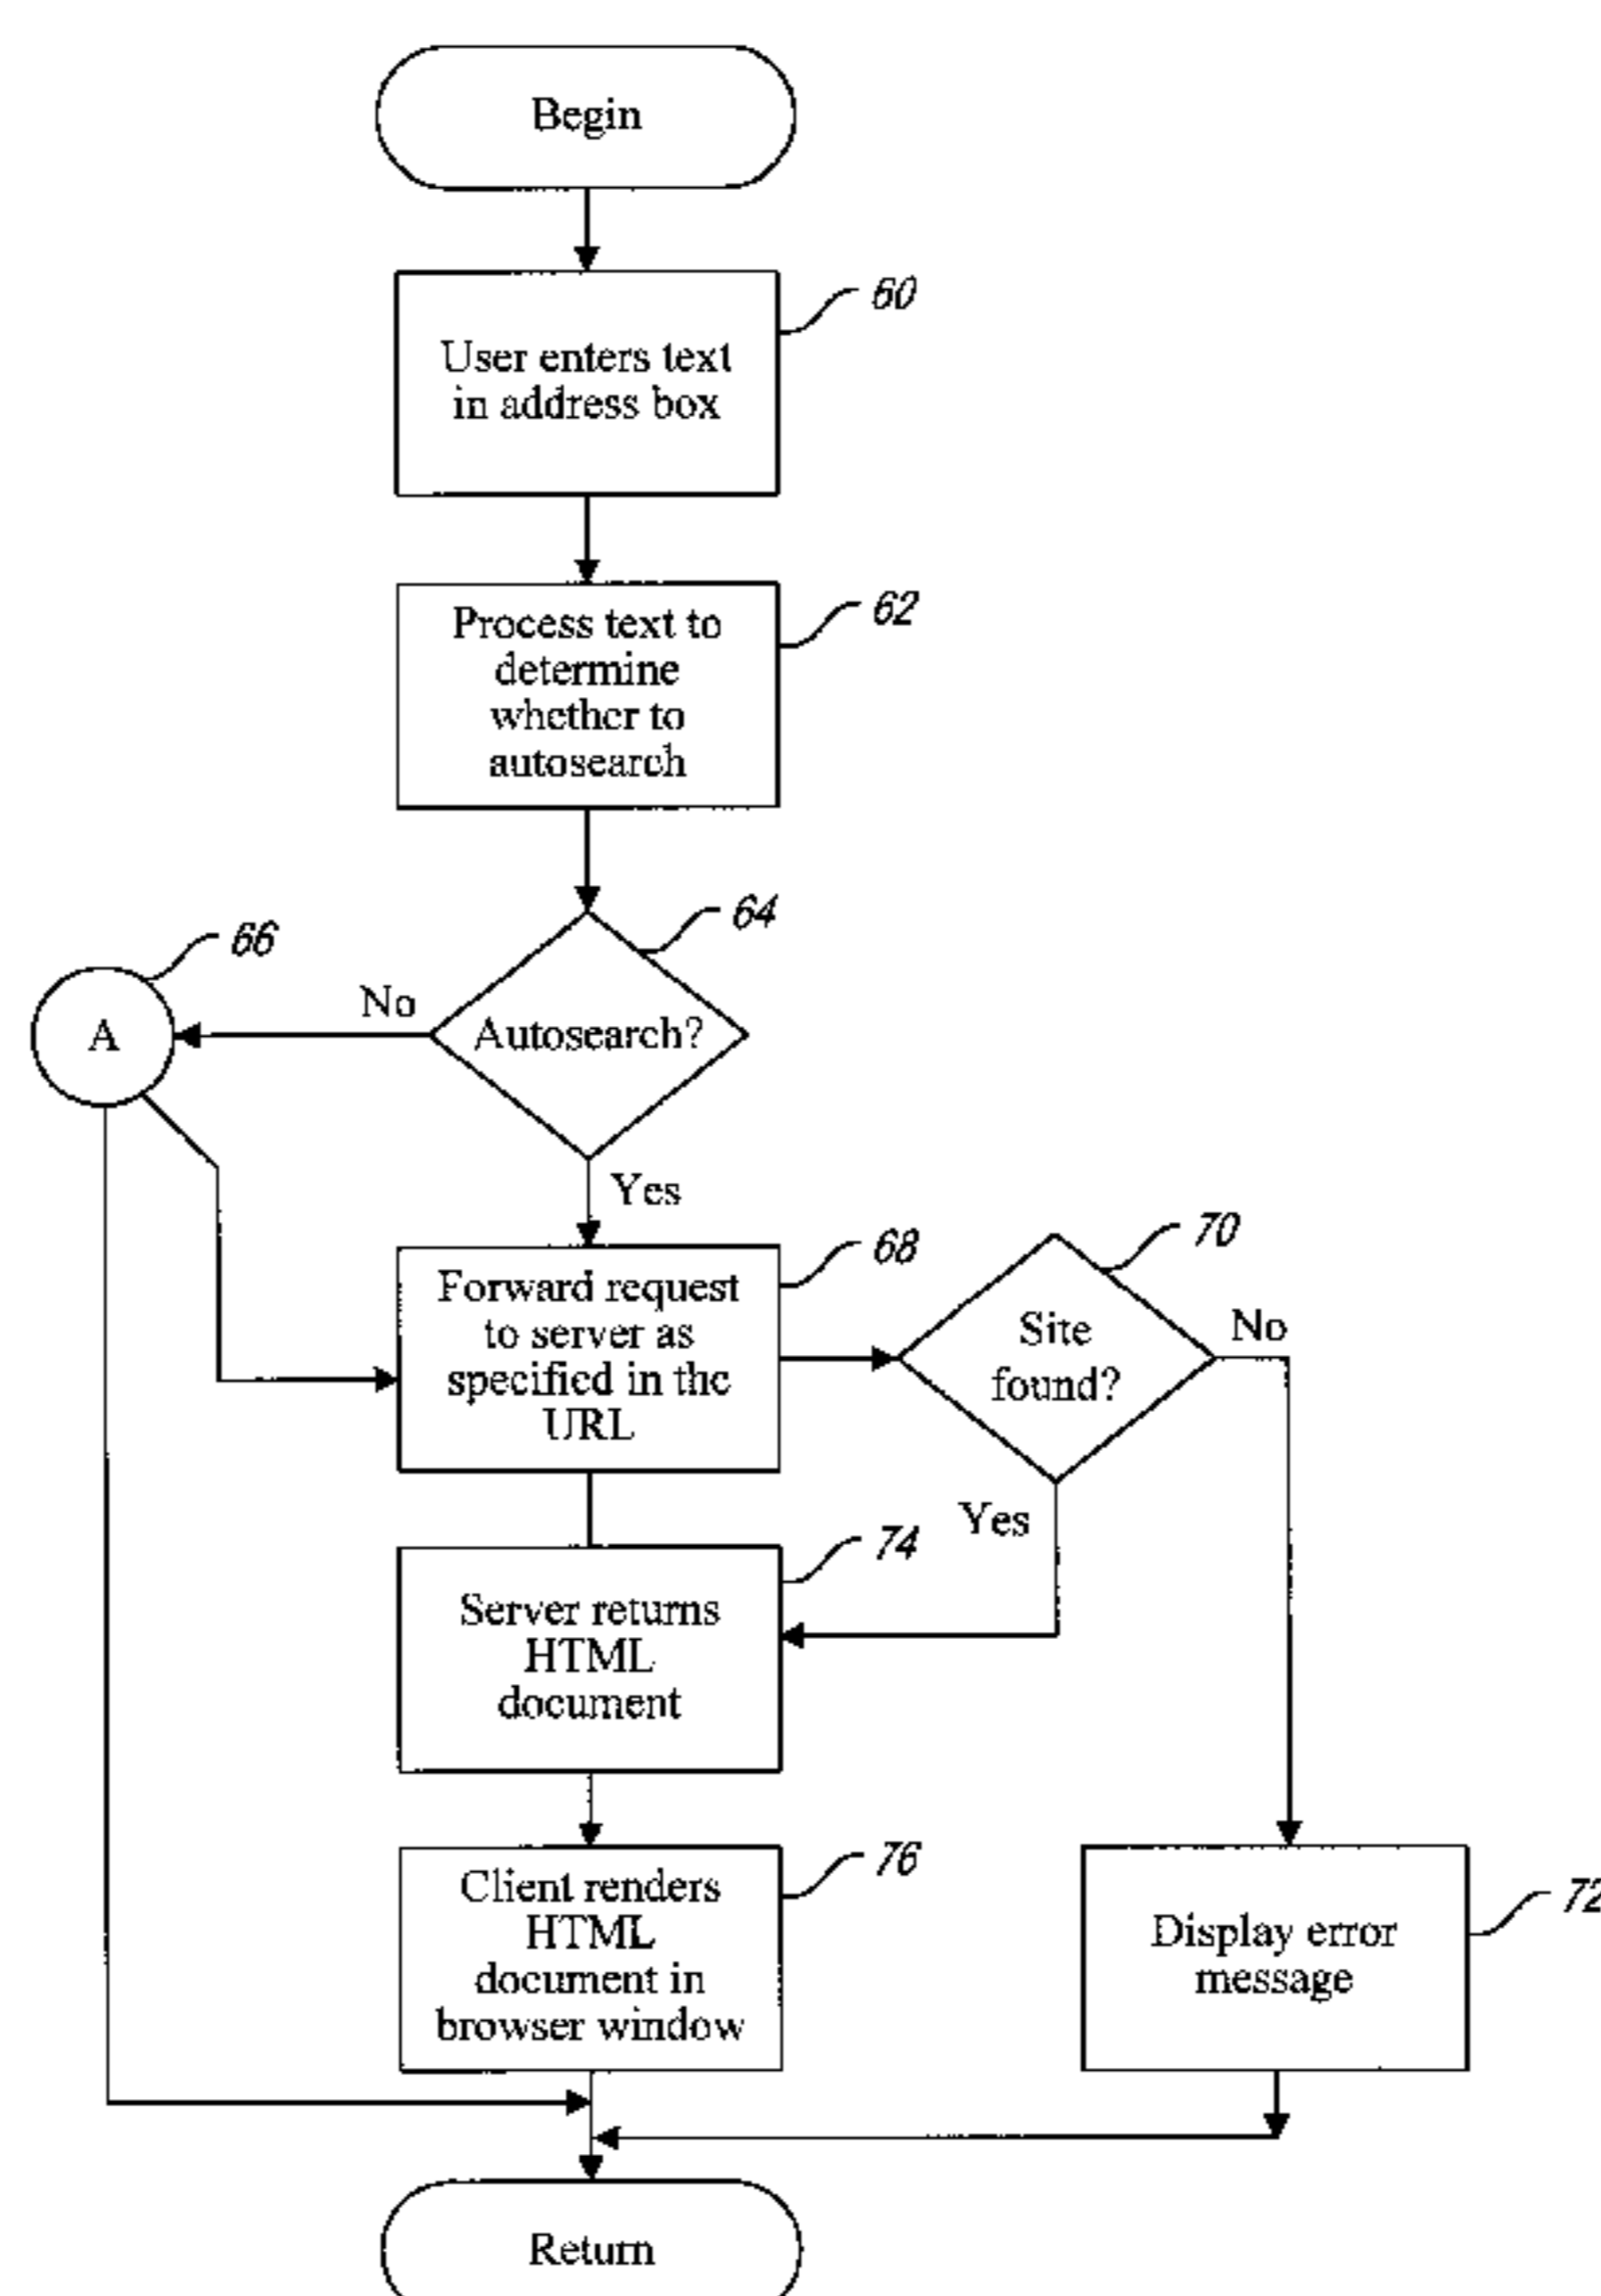 Begin
60
User enters text
in address box
62
Process text to
determine
whether to
autosearch
64
66
No
A
Autosearch?
Yes
68
70
Forward request
to server as
specified in the
URL
Site
found?
No
Yes
74
Server returns
HTML
document
76
Client renders
HTML
document in
browser window
72
Display error
message
Return